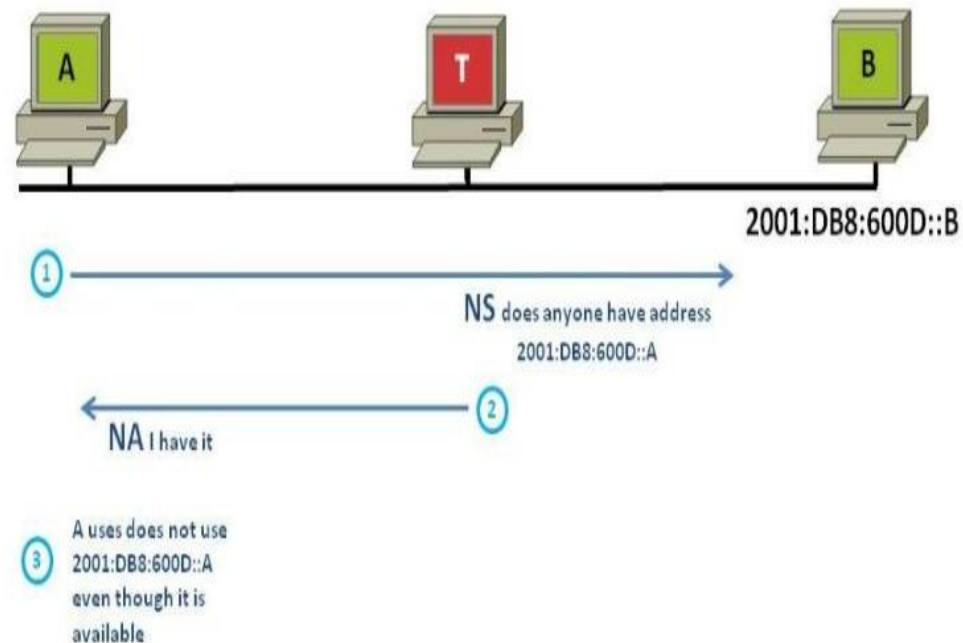 A
T
B
2001:DB8:600D::B
1
NS does anyone have address
2001:DB8:600D::A
2
NA I have it
3
A uses does not use
2001:DB8:600D::A
even though it is
available